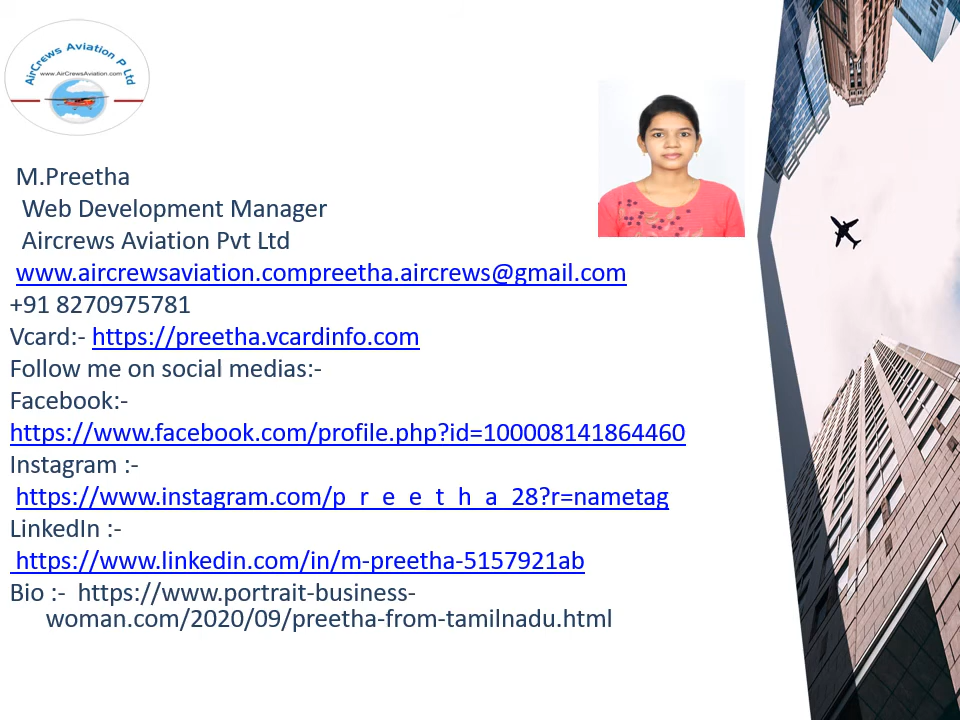 AirCrews Aviation P Ltd
www.AirCrewsAviation.com
M.Preetha
Web Development Manager
Aircrews Aviation Pvt Ltd
www.aircrewsaviation.compreetha.aircrews@gmail.com
+91 8270975781
Vcard:- https://preetha.vcardinfo.com
Follow me on social medias:-
Facebook:-
https://www.facebook.com/profile.php?id=100008141864460
Instagram :-
https://www.instagram.com/p_r_e_e_t_h_a_28?r=nametag
LinkedIn :-
https://www.linkedin.com/in/m-preetha-5157921ab
Bio :- https://www.portrait-business-
woman.com/2020/09/preetha-from-tamilnadu.html